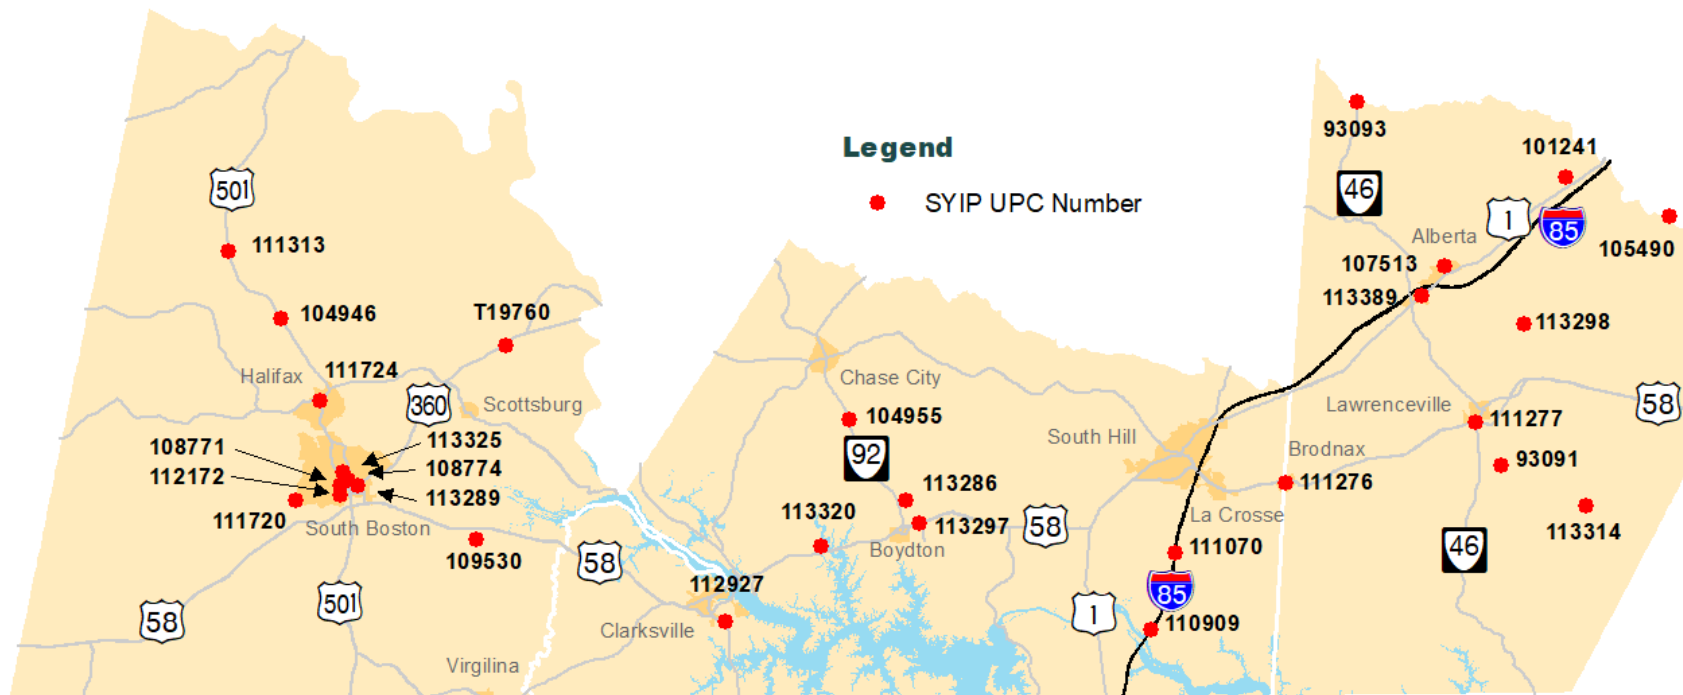 93093
Legend
101241
501
46
SYIP UPC Number
1
85
111313
Alberta
105490
107513
113389
104946
T19760
113298
Halifax
111724
Chase City
360
Scottsburg
Lawrenceville
58
104955
111277
113325
South Hill
108771
92
Brodnax
93091
108774
112172
113286
111276
113289
113320
La Crosse
111720
South Boston
58
113297
113314
Boydton
111070
46
109530
58
112927
85
501
1
58
Clarksville
110909
Virgilina